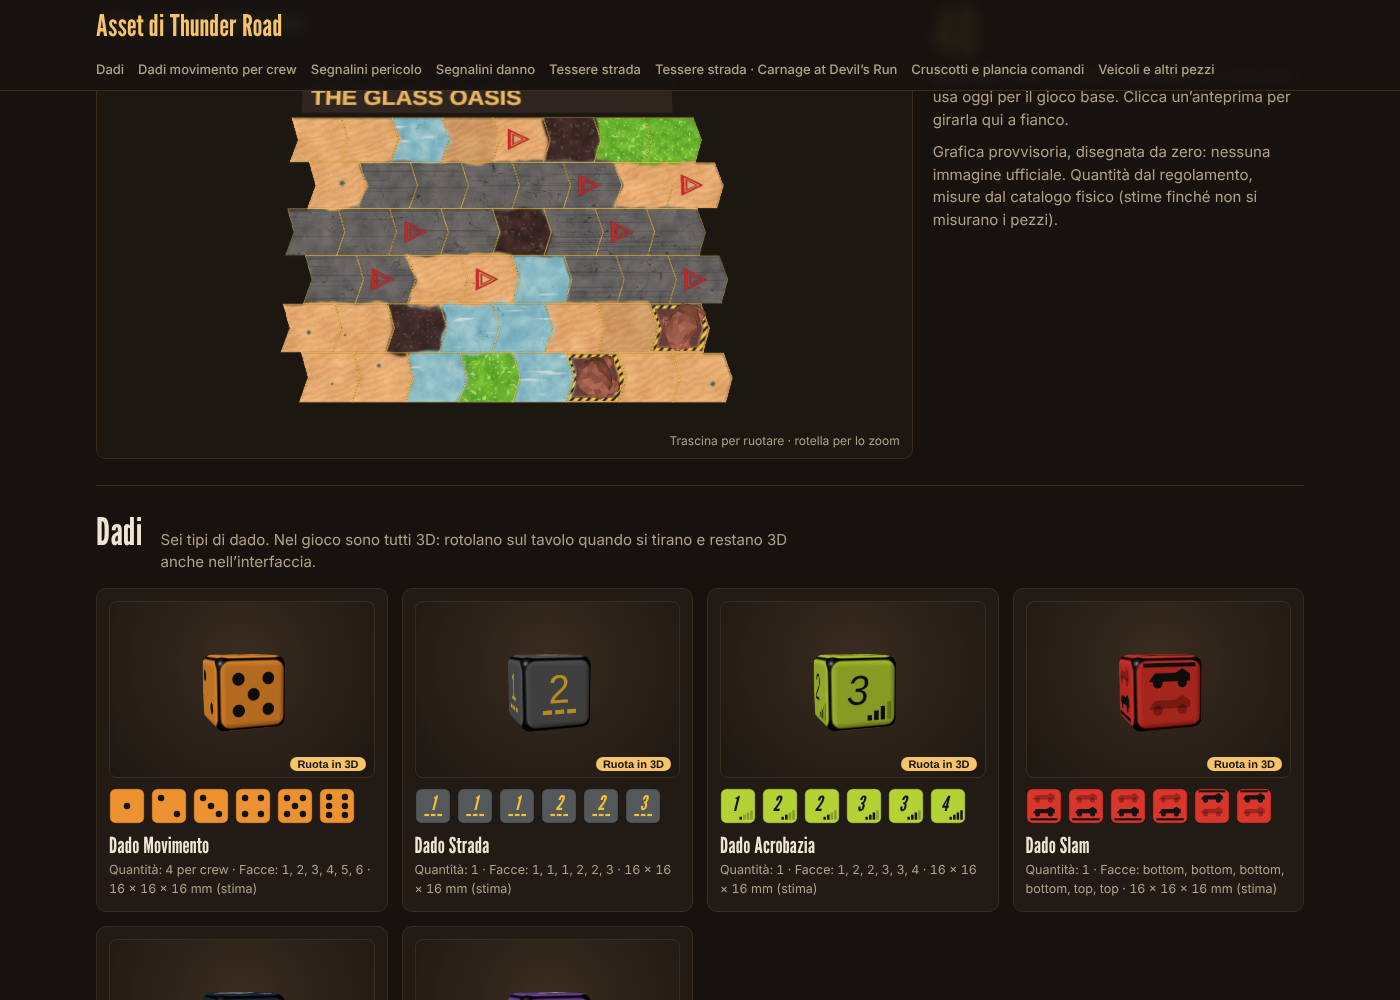 Asset di Thunder Road
Dadi Dadi movimento per crew Segnalini pericolo Segnalini danno Tessere strada Tessere strada · Carnage at Devil’s Run Cruscotti e plancia comandi Veicoli e altri pezzi
THE GLASS OASIS
usa oggi per il gioco base. Clicca un’anteprima per
girarla qui a fianco.
Grafica provvisoria, disegnata da zero: nessuna
immagine ufficiale. Quantità dal regolamento,
misure dal catalogo fisico (stime finché non si
misurano i pezzi).
Trascina per ruotare · rotella per lo zoom
Dadi
Sei tipi di dado. Nel gioco sono tutti 3D: rotolano sul tavolo quando si tirano e restano 3D
anche nell’interfaccia.
Ruota in 3D
Dado Movimento
Quantità: 4 per crew · Facce: 1, 2, 3, 4, 5, 6 ·
16 × 16 × 16 mm (stima)
1 2
Ruota in 3D
1 1 1 2 2 3
Dado Strada
Quantità: 1 · Facce: 1, 1, 1, 2, 2, 3 · 16 × 16
× 16 mm (stima)
2 3
Ruota in 3D
1 2 2 3 3 4
Dado Acrobazia
Quantità: 1 · Facce: 1, 2, 2, 3, 3, 4 · 16 × 16
× 16 mm (stima)
Ruota in 3D
Dado Slam
Quantità: 1 · Facce: bottom, bottom, bottom,
bottom, top, top · 16 × 16 × 16 mm (stima)